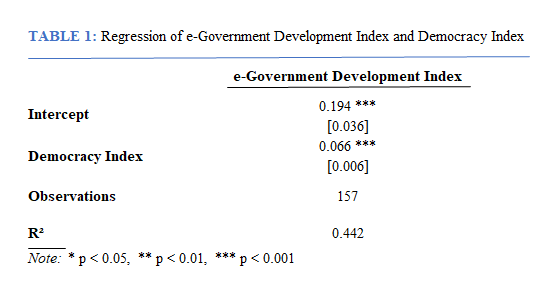 TABLE 1: Regression of e-Government Development Index and Democracy Index
e-Government Development Index
Intercept 0.194 ***
[0.036]
Democracy Index 0.066 ***
[0.006]
Observations 157
R² 0.442
Note: * p < 0.05, ** p < 0.01, *** p < 0.001